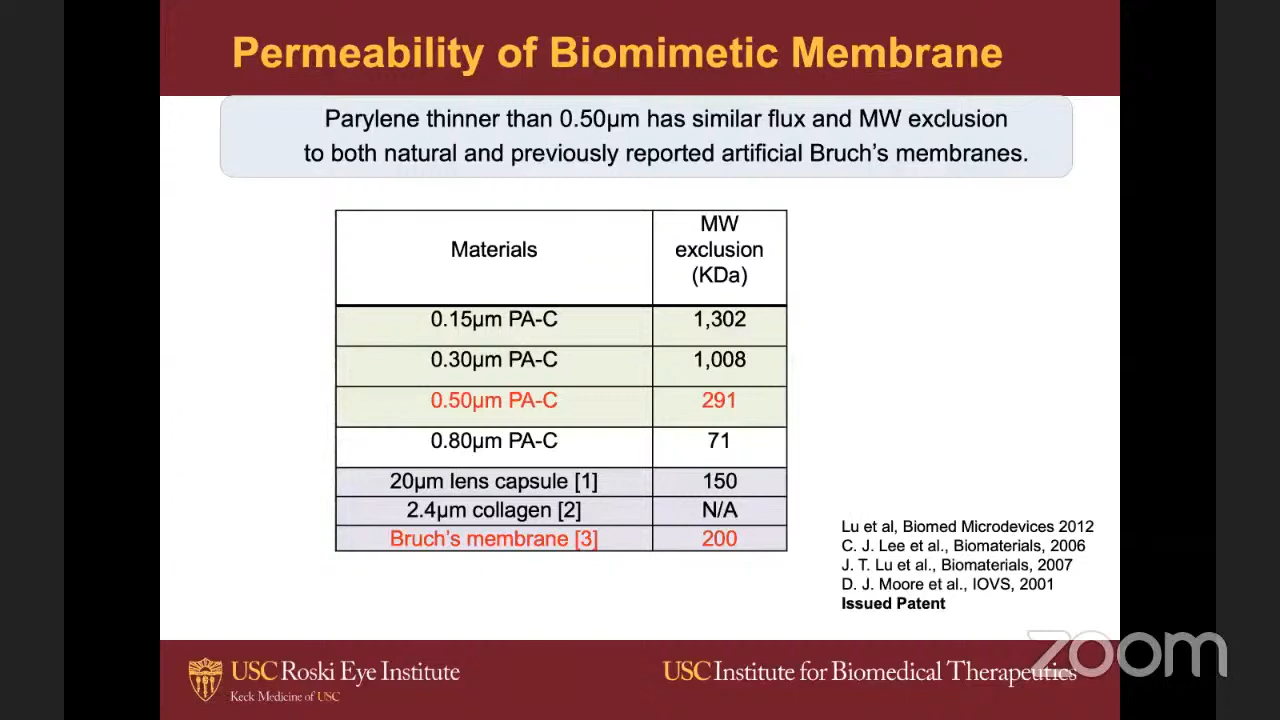 Permeability of Biomimetic Membrane
Parylene thinner than 0.50µm has similar flux and MW exclusion
to both natural and previously reported artificial Bruch's membranes.
Materials
MW
exclusion
(KDa)
0.15µm PA-C 1,302
0.30µm PA-C 1,008
0.50µm PA-C 291
0.80µm PA-C 71
20µm lens capsule [1] 150
2.4µm collagen [2] N/A
Bruch's membrane [3] 200
Lu et al, Biomed Microdevices 2012
C. J. Lee et al., Biomaterials, 2006
J. T. Lu et al., Biomaterials, 2007
D. J. Moore et al., IOVS, 2001
Issued Patent
USC Roski Eye Institute
Keck Medicine of USC
USC Institute for Biomedical Therapeutics
zoom